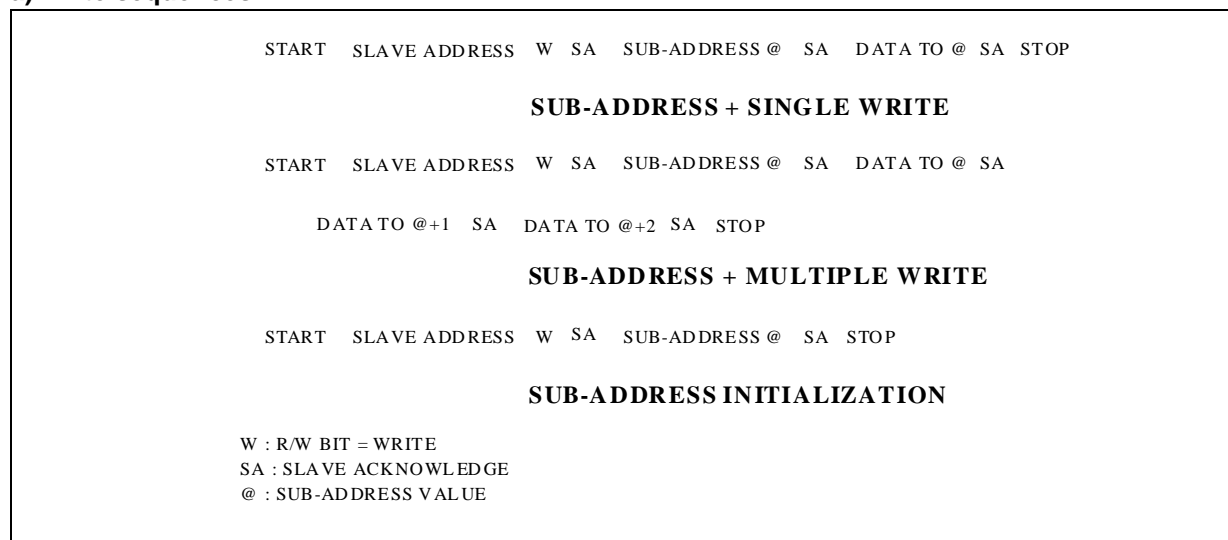 START SLAVE ADDRESS W SA SUB-ADDRESS @ SA DATA TO @ SA STOP
SUB-ADDRESS + SINGLE WRITE
START SLAVE ADDRESS W SA SUB-ADDRESS @ SA DATA TO @ SA
DATA TO @+1 SA DATA TO @+2 SA STOP
SUB-ADDRESS + MULTIPLE WRITE
START SLAVE ADDRESS W SA SUB-ADDRESS @ SA STOP
SUB-ADDRESS INITIALIZATION
W : R/W BIT = WRITE
SA : SLAVE ACKNOWLEDGE
@ : SUB-ADDRESS VALUE